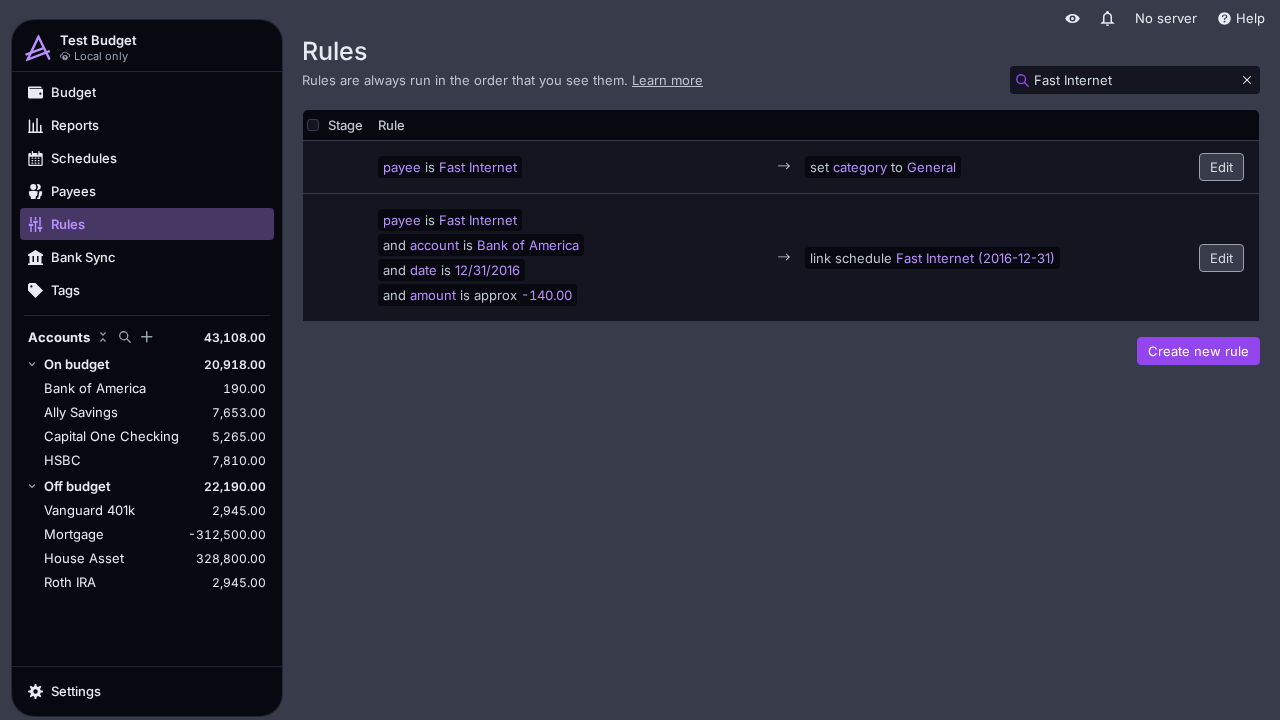 No server
Help
Test Budget
Local only
Budget
Reports
Schedules
Payees
Rules
Bank Sync
Tags
Accounts 43,108.00
On budget 20,918.00
Bank of America 190.00
Ally Savings 7,653.00
Capital One Checking 5,265.00
HSBC 7,810.00
Off budget 22,190.00
Vanguard 401k 2,945.00
Mortgage -312,500.00
House Asset 328,800.00
Roth IRA 2,945.00
Settings
Rules
Rules are always run in the order that you see them. Learn more
Fast Internet
Stage Rule
payee is Fast Internet → set category to General Edit
payee is Fast Internet
and account is Bank of America
and date is 12/31/2016
and amount is approx -140.00
→ link schedule Fast Internet (2016-12-31) Edit
Create new rule